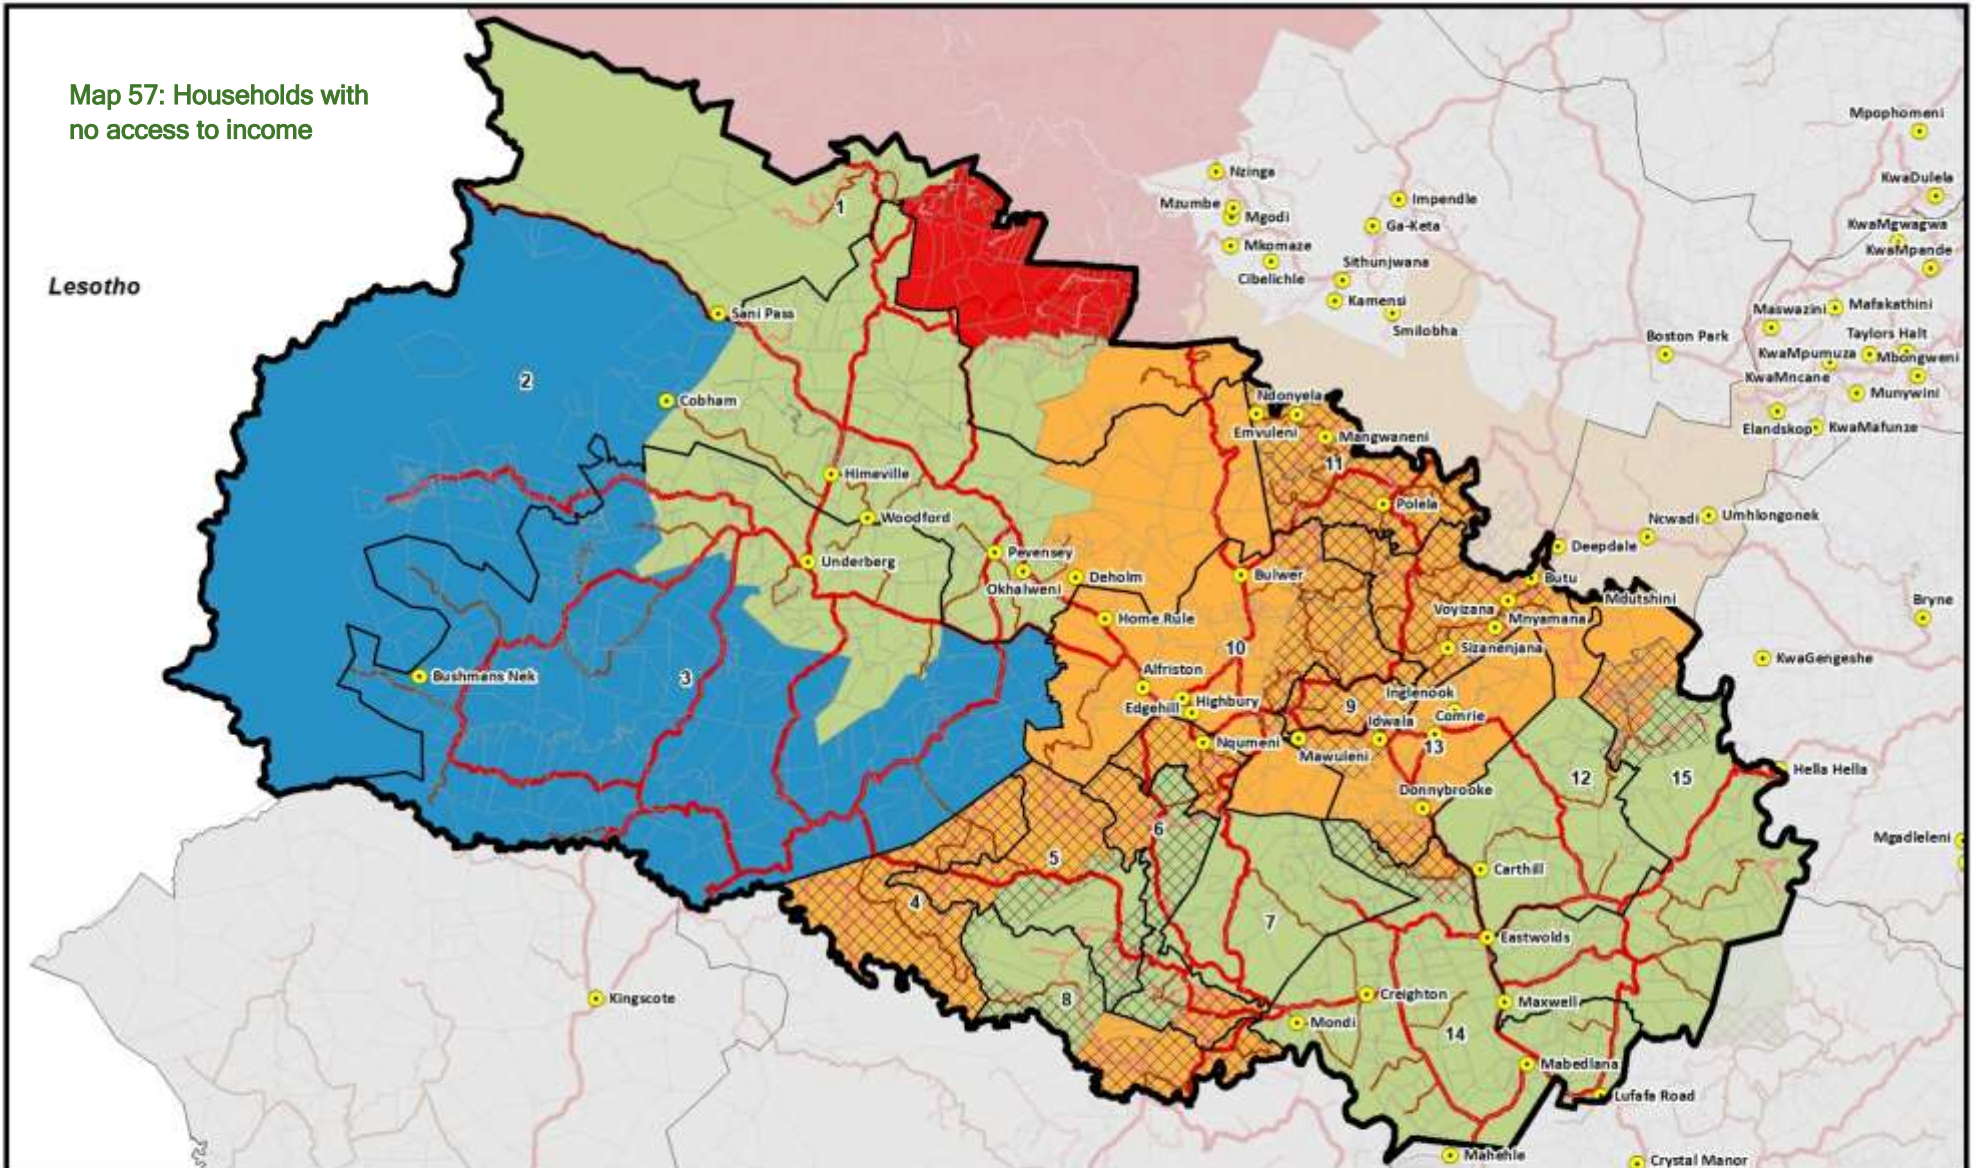 Map 57: Households with
no access to income
Mpophomeni
Nzinga
KwaDulela
Mzumbe
Impendle
1
Mgodi
Ga-Keta
KwaMgwagwa
Mkomaze
KwaMpande
Sithunjwana
Cibelichle
Lesotho
Kamensi
Maswazini
Mafakathini
Sani Pass
Smilobha
Taylors Halt
Boston Park
KwaMpumuza
Mbongweni
2
KwaMncane
Munywini
Cobham
Ndonyela
Elandskop
KwaMafunze
Emvuleni
Mangwaneni
11
Himeville
Polela
Woodford
Ncwadi
Umhlongonek
Deepdale
Pevensey
Underberg
Bulwer
Deholm
Butu
Okhalweni
Mdutshini
Bryne
Voyizana
Home Rule
Mnyamana
10
Sizanenjana
KwaGengeshe
Alfriston
Bushmans Nek
3
Inglenook
Highbury
9
Edgehill
Idwala
Comrie
Nqumeni
13
Mawuleni
Hella Hella
12
15
Donnybrooke
6
Mgadleleni
5
Carthill
4
7
Eastwolds
8
Kingscote
Creighton
Maxwell
Mondi
14
Mabedlana
Lufafa Road
Mahehle
Crystal Manor